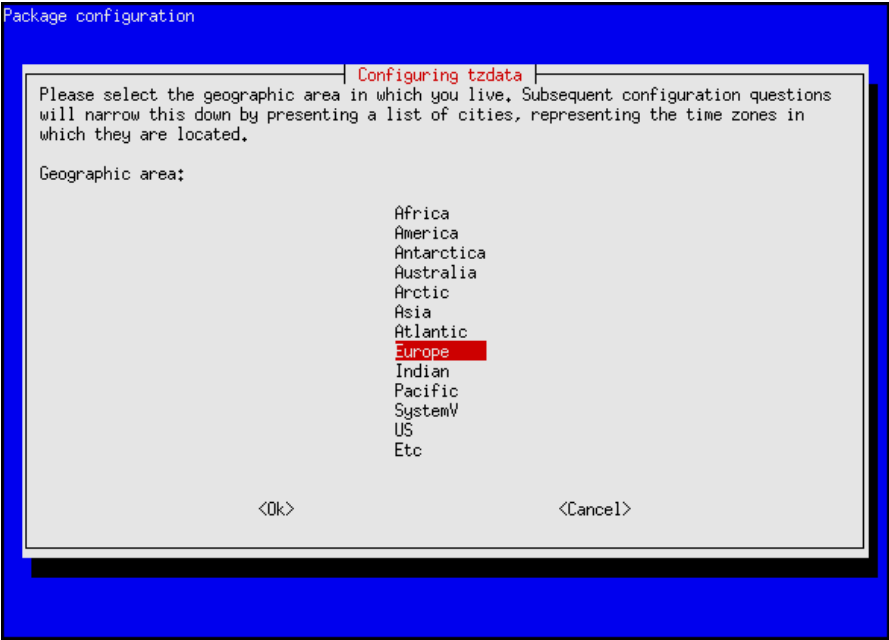 Package configuration
Configuring tzdata
Please select the geographic area in which you live. Subsequent configuration questions
will narrow this down by presenting a list of cities, representing the time zones in
which they are located.
Geographic area:
Africa
America
Antarctica
Australia
Arctic
Asia
Atlantic
Europe
Indian
Pacific
SystemV
US
Etc
<Ok> <Cancel>